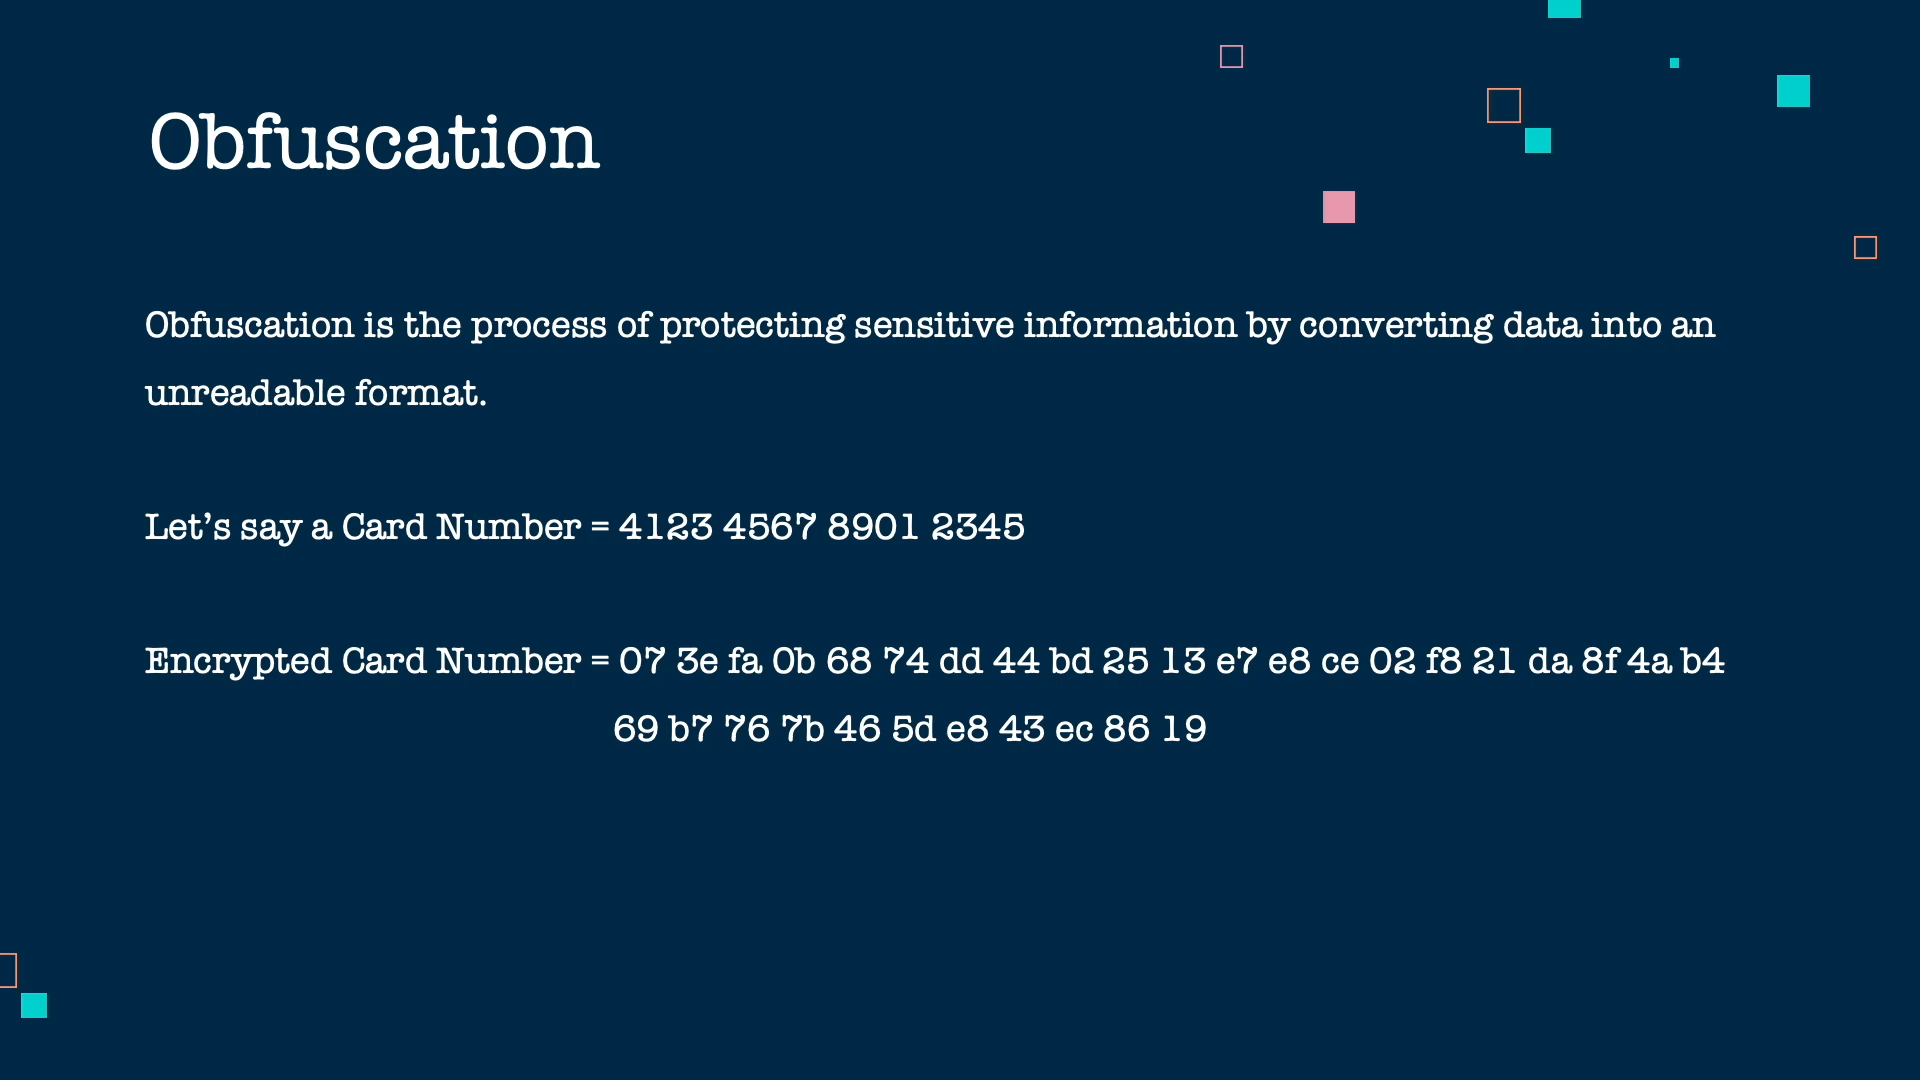 Obfuscation
Obfuscation is the process of protecting sensitive information by converting data into an
unreadable format.
Let’s say a Card Number = 4123 4567 8901 2345
Encrypted Card Number = 07 3e fa 0b 68 74 dd 44 bd 25 13 e7 e8 ce 02 f8 21 da 8f 4a b4
69 b7 76 7b 46 5d e8 43 ec 86 19